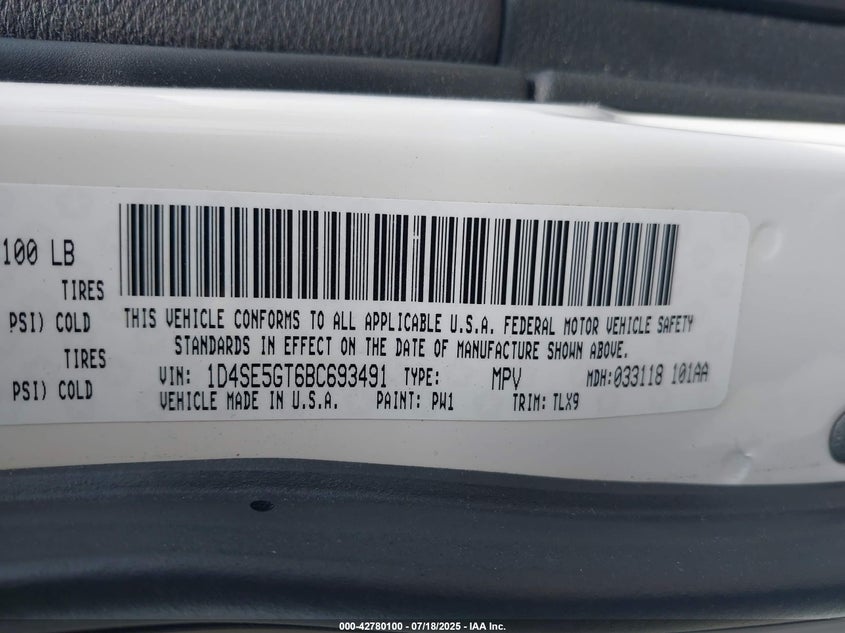 100 LB
TIRES
PSI) COLD
TIRES
PSI) COLD
THIS VEHICLE CONFORMS TO ALL APPLICABLE U.S.A. FEDERAL MOTOR VEHICLE SAFETY
STANDARDS IN EFFECT ON THE DATE OF MANUFACTURE SHOWN ABOVE.
VIN: 1D4SE5GT6BC693491 TYPE: MPV MDH:033118 101AA
VEHICLE MADE IN U.S.A. PAINT: PW1 TRIM: TLX9
000-42780100 - 07/18/2025 - IAA Inc.